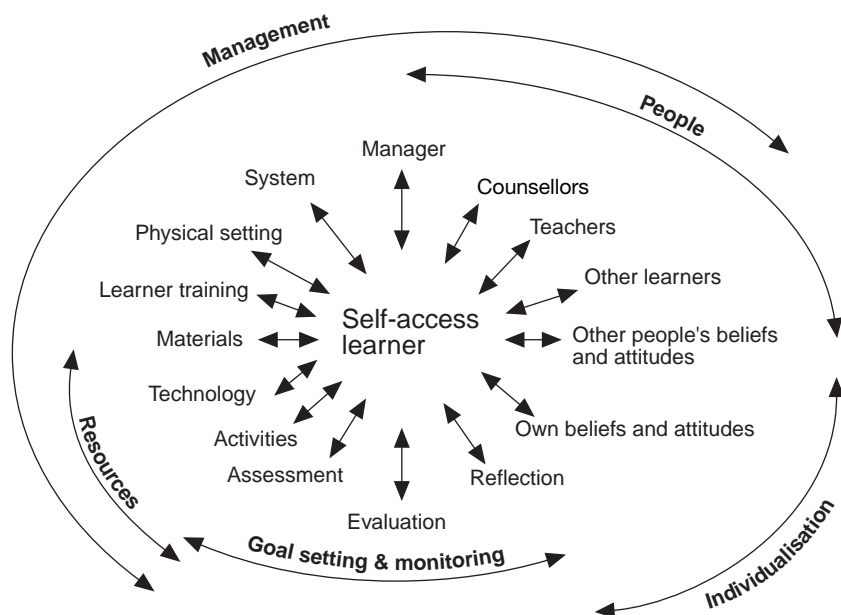 Management
People
Manager
System
Counsellors
Physical setting
Teachers
Learner training
Other learners
Self-access
learner
Materials
Other people's beliefs
and attitudes
Technology
Own beliefs and attitudes
Activities
Resources
Assessment
Reflection
Evaluation
Goal setting & monitoring
Individualisation